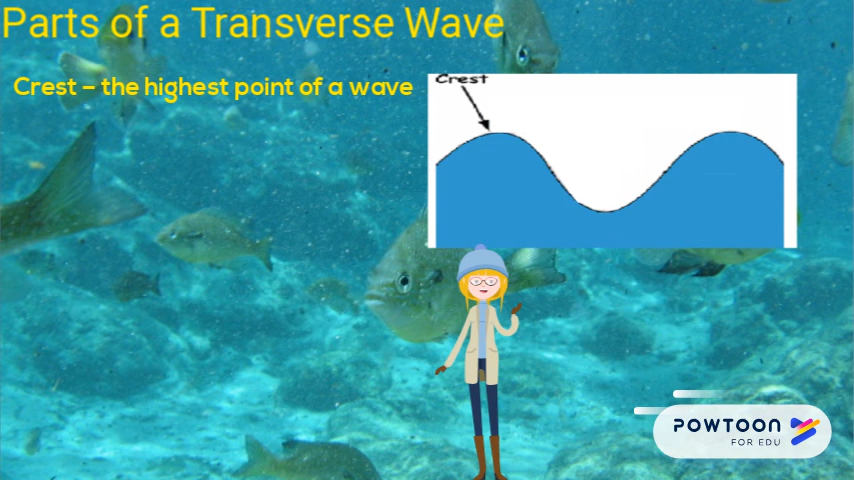 Parts of a Transverse Wave
Crest – the highest point of a wave
Crest
POWTOON
FOR EDU